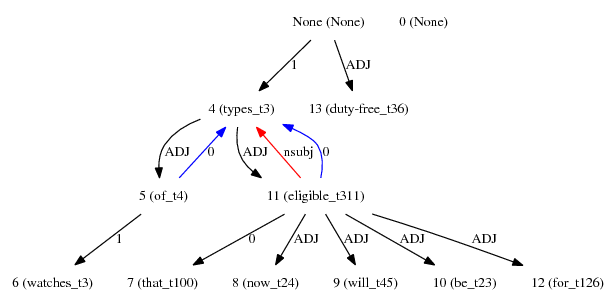 None (None) 0 (None)
1 ADJ
4 (types_t3) 13 (duty-free_t36)
ADJ 0 ADJ nsubj 0
5 (of_t4) 11 (eligible_t311)
1 0 ADJ ADJ ADJ ADJ
6 (watches_t3) 7 (that_t100) 8 (now_t24) 9 (will_t45) 10 (be_t23) 12 (for_t126)